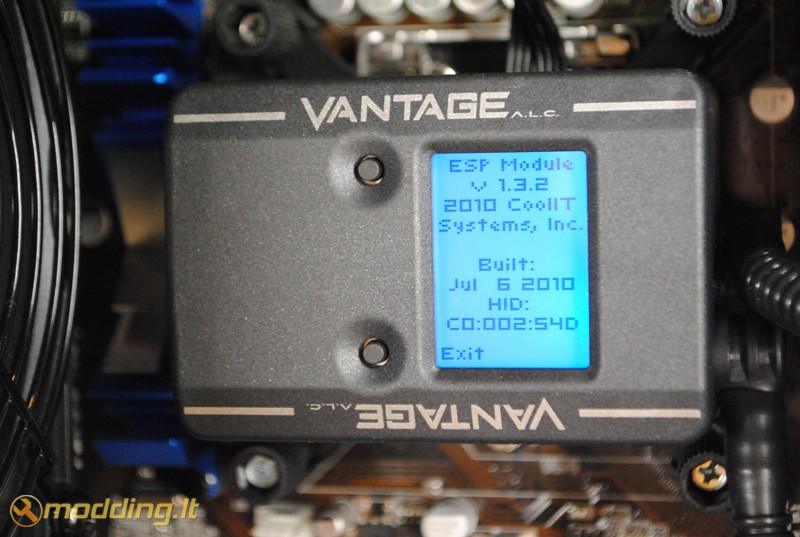 VANTAGE A.L.C.
ESP Module
v 1.3.2
2010 CoolIT
Systems, Inc.
Built:
Jul 6 2010
HID:
C0:002:54D
Exit
VANTAGE A.L.C.
modding.lt